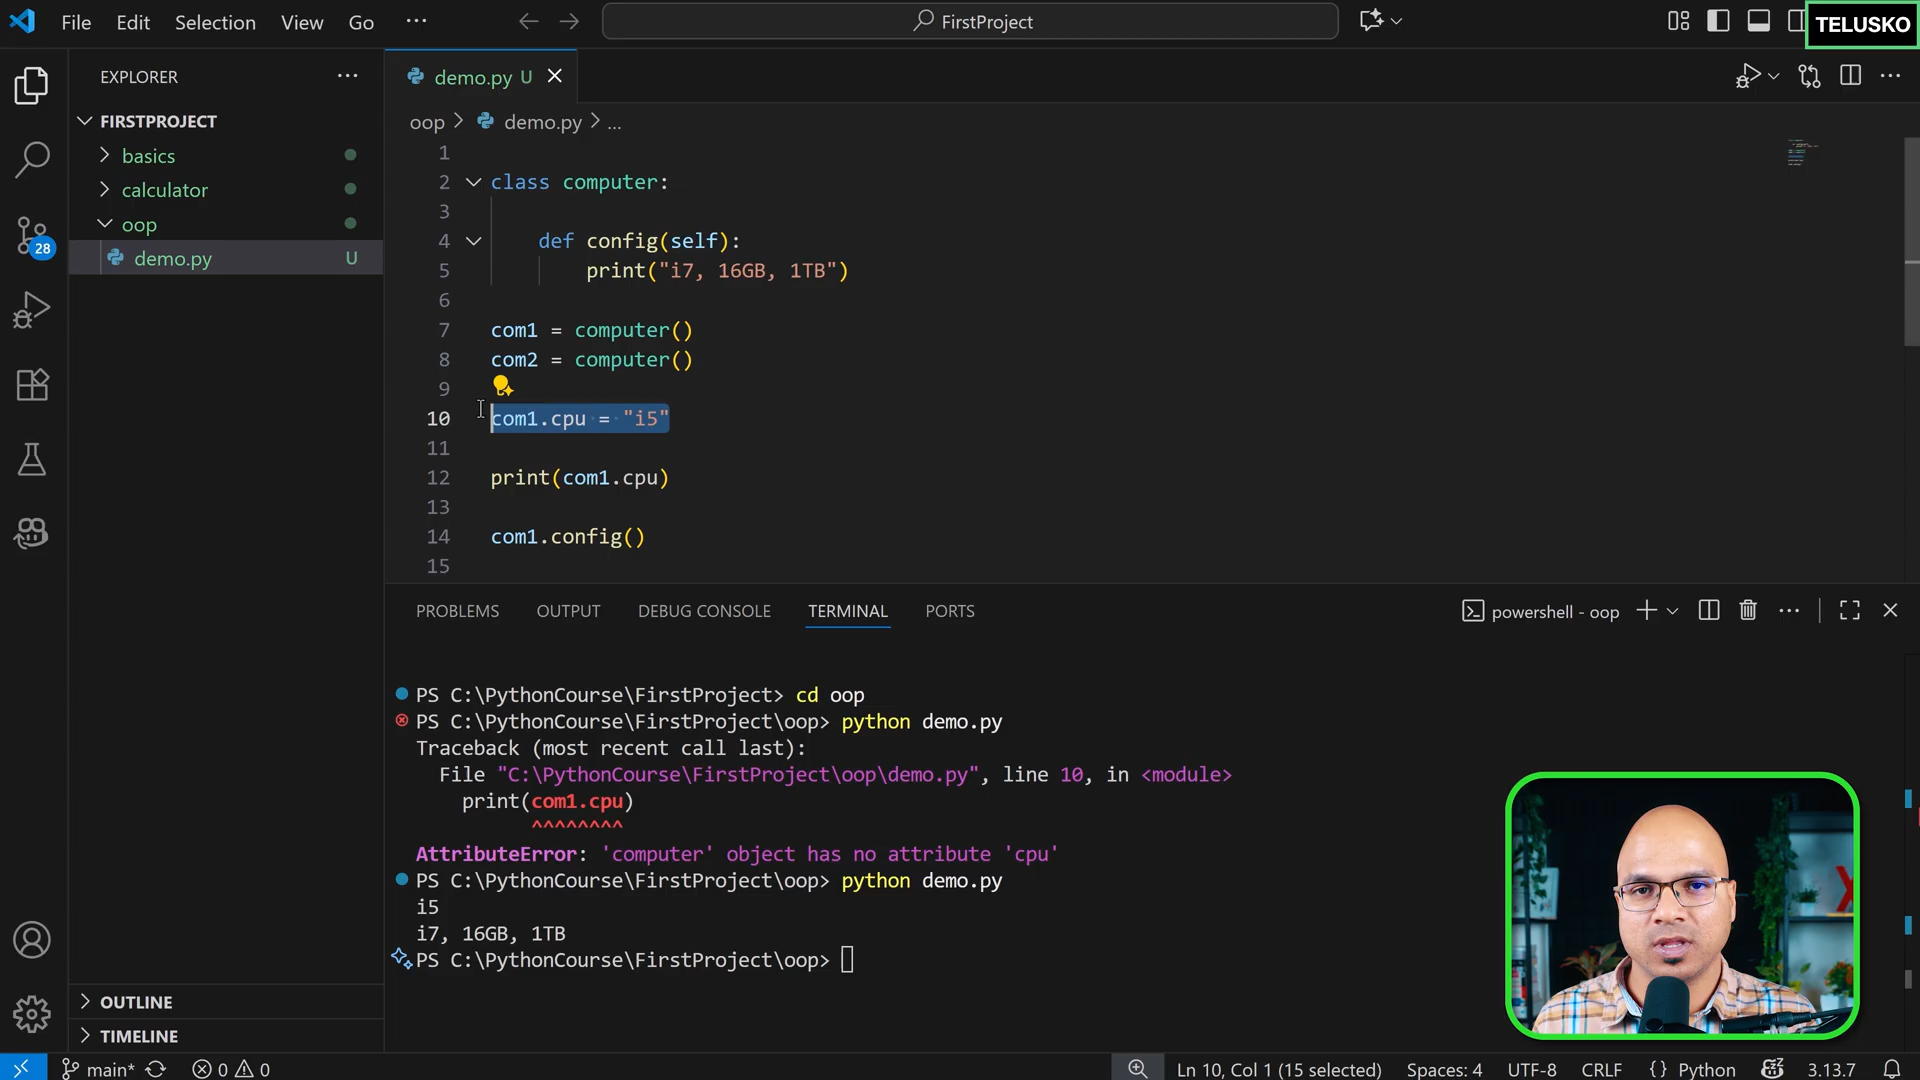 File Edit Selection View Go ···
FirstProject
TELUSKO
EXPLORER ···
FIRSTPROJECT
basics
calculator
oop
demo.py U
28
OUTLINE
TIMELINE
demo.py U
oop > demo.py > ...
1
2 class computer:
3
4 def config(self):
5 print("i7, 16GB, 1TB")
6
7 com1 = computer()
8 com2 = computer()
9
10 com1.cpu = "i5"
11
12 print(com1.cpu)
13
14 com1.config()
15
PROBLEMS OUTPUT DEBUG CONSOLE TERMINAL PORTS
powershell - oop
PS C:\PythonCourse\FirstProject> cd oop
PS C:\PythonCourse\FirstProject\oop> python demo.py
Traceback (most recent call last):
File "C:\PythonCourse\FirstProject\oop\demo.py", line 10, in <module>
print(com1.cpu)
^^^^^^^^
AttributeError: 'computer' object has no attribute 'cpu'
PS C:\PythonCourse\FirstProject\oop> python demo.py
i5
i7, 16GB, 1TB
PS C:\PythonCourse\FirstProject\oop>
main* 0 0 Ln 10, Col 1 (15 selected) Spaces: 4 UTF-8 CRLF {} Python 3.13.7